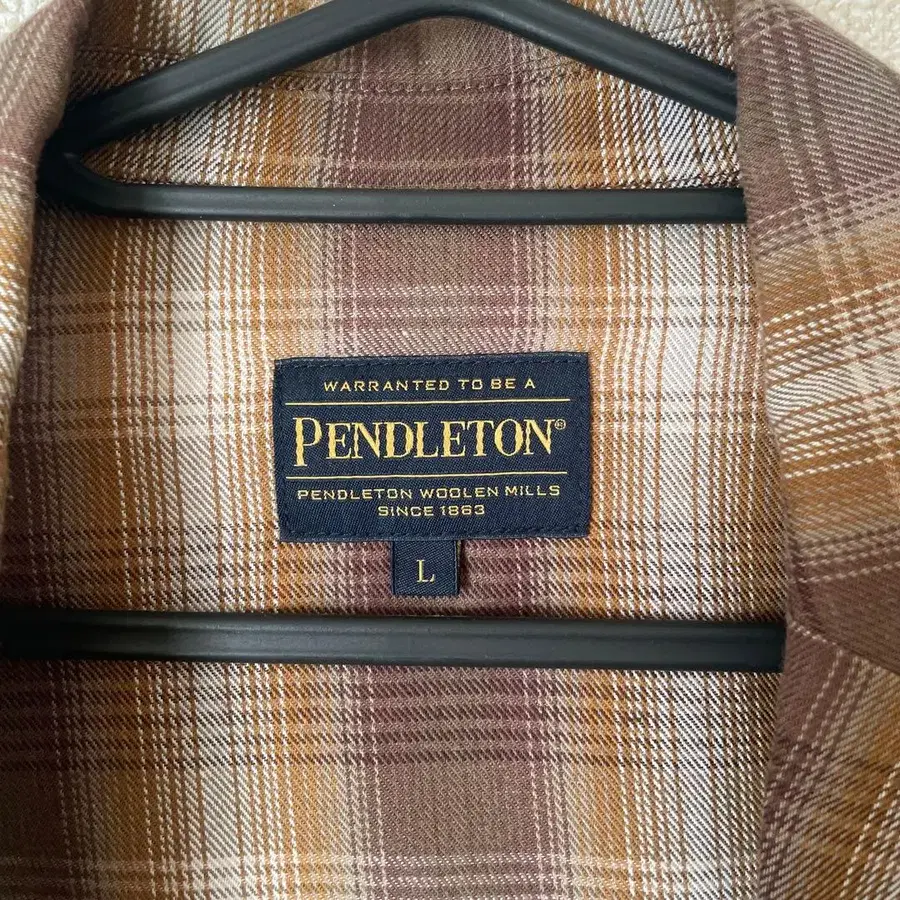 WARRANTED TO BE A
PENDLETON®
PENDLETON WOOLEN MILLS
SINCE 1863
L